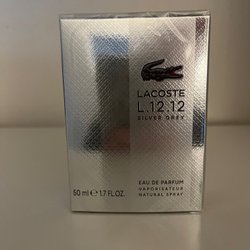 LACOSTE
L.12.12
SILVER GREY
EAU DE PARFUM
VAPORISATEUR
NATURAL SPRAY
50 ml ℮ 1.7 FL.OZ.